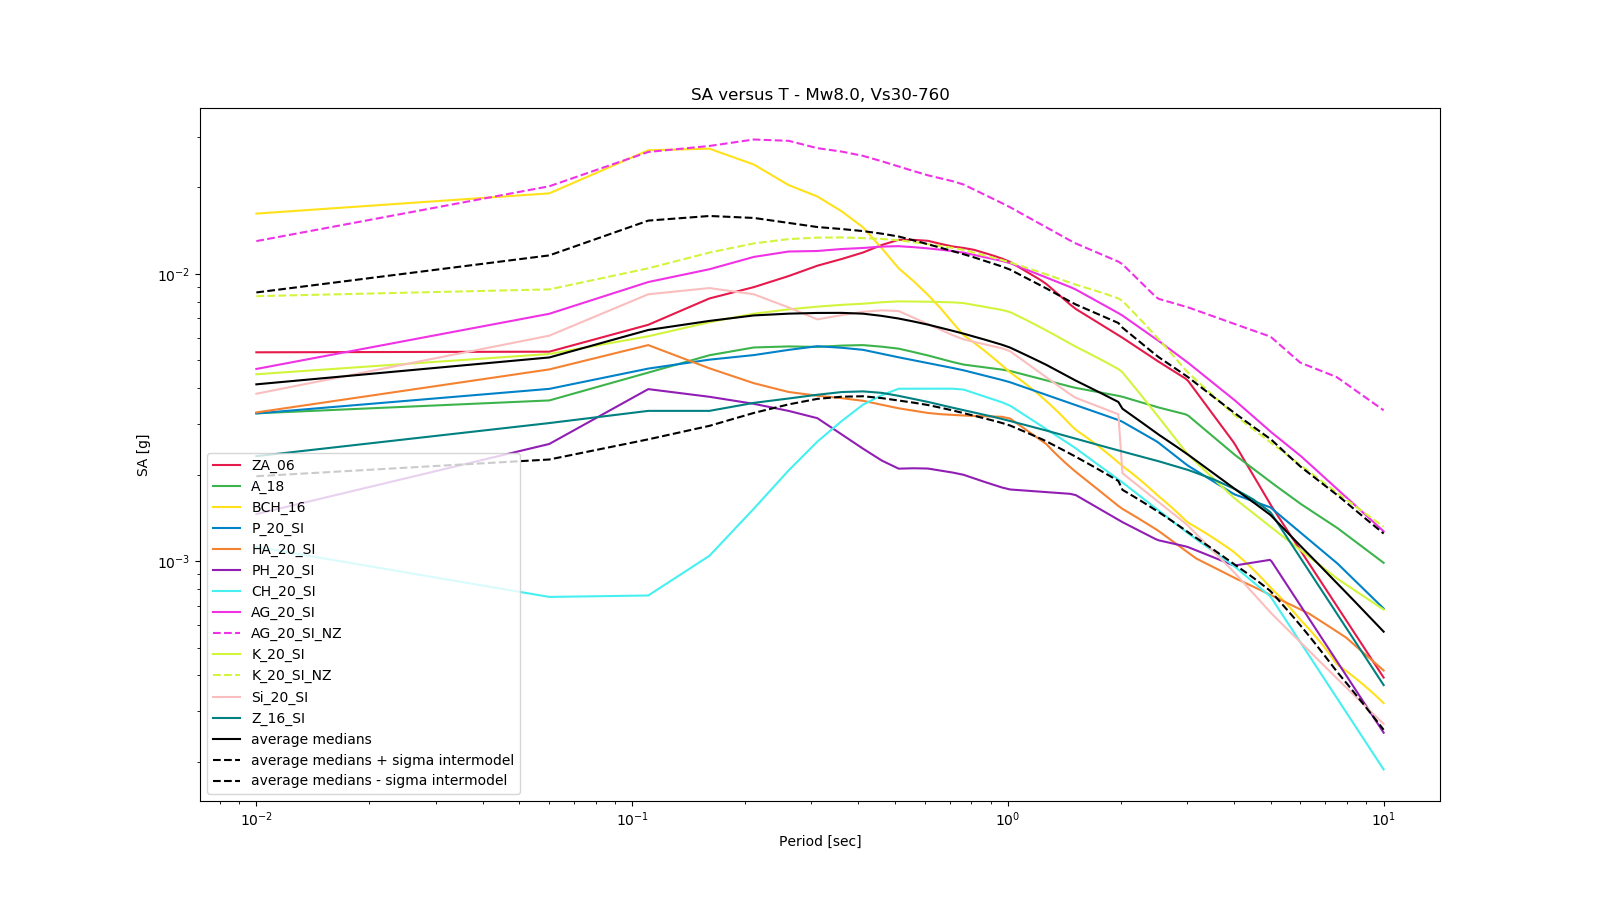 SA versus T - Mw8.0, Vs30-760
SA [g]
10⁻²
10⁻³
ZA_06
A_18
BCH_16
P_20_SI
HA_20_SI
PH_20_SI
CH_20_SI
AG_20_SI
AG_20_SI_NZ
K_20_SI
K_20_SI_NZ
Si_20_SI
Z_16_SI
average medians
average medians + sigma intermodel
average medians - sigma intermodel
10⁻² 10⁻¹ 10⁰ 10¹
Period [sec]